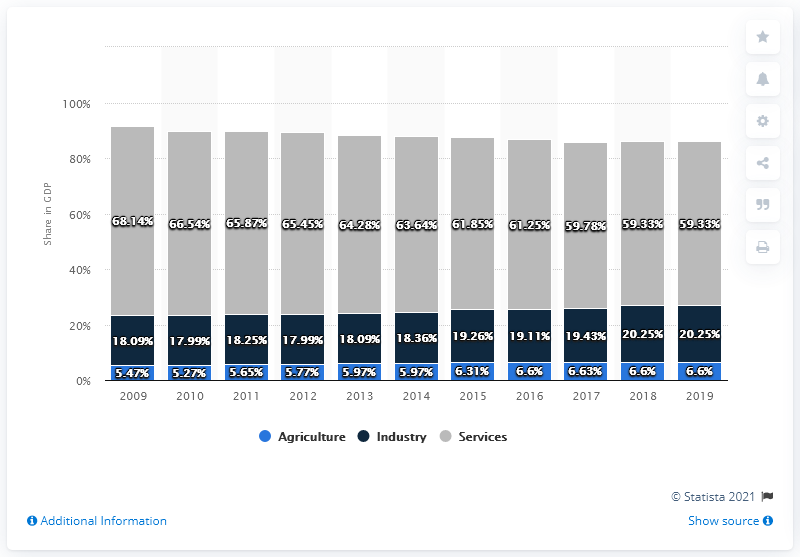 100%
80%
60%
40%
20%
0%
Share in GDP
68.14% 66.54% 65.87% 65.45% 64.28% 63.64% 61.85% 61.25% 59.78% 59.33% 59.33%
18.09% 17.99% 18.25% 17.99% 18.09% 18.36% 19.26% 19.11% 19.43% 20.25% 20.25%
5.47% 5.27% 5.65% 5.77% 5.97% 5.97% 6.31% 6.6% 6.63% 6.6% 6.6%
2009 2010 2011 2012 2013 2014 2015 2016 2017 2018 2019
Agriculture Industry Services
© Statista 2021
Additional Information Show source